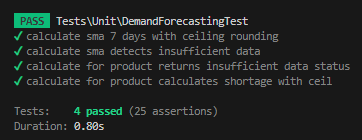 PASS Tests\Unit\DemandForecastingTest
✓ calculate sma 7 days with ceiling rounding
✓ calculate sma detects insufficient data
✓ calculate for product returns insufficient data status
✓ calculate for product calculates shortage with ceil
Tests: 4 passed (25 assertions)
Duration: 0.80s